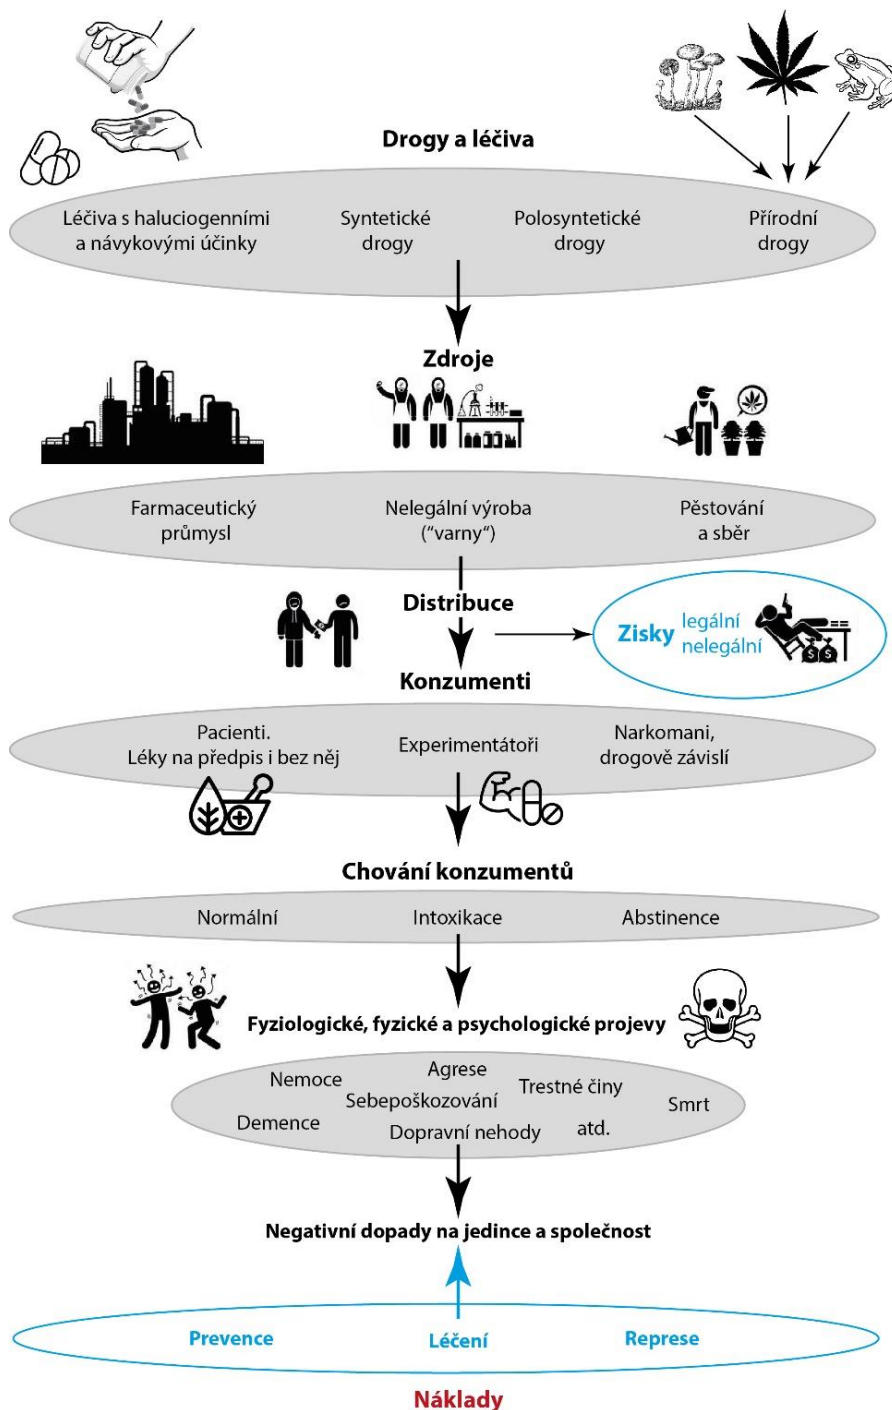 Drogy a léčiva
Léčiva s haluciogenními
a návykovými účinky
Syntetické
drogy
Polosyntetické
drogy
Přírodní
drogy
Zdroje
Farmaceutický
průmysl
Nelegální výroba
("varny“)
Pěstování
a sběr
Distribuce
Zisky
legální
nelegální
Konzumenti
Pacienti.
Léky na předpis i bez něj
Experimentátoři
Narkomani,
drogově závislí
Chování konzumentů
Normální
Intoxikace
Abstinence
Fyziologické, fyzické a psychologické projevy
Nemoce
Agrese
Trestné činy
Sebepoškozování
Smrt
Demence
Dopravní nehody
atd.
Negativní dopady na jedince a společnost
Prevence
Léčení
Represe
Náklady